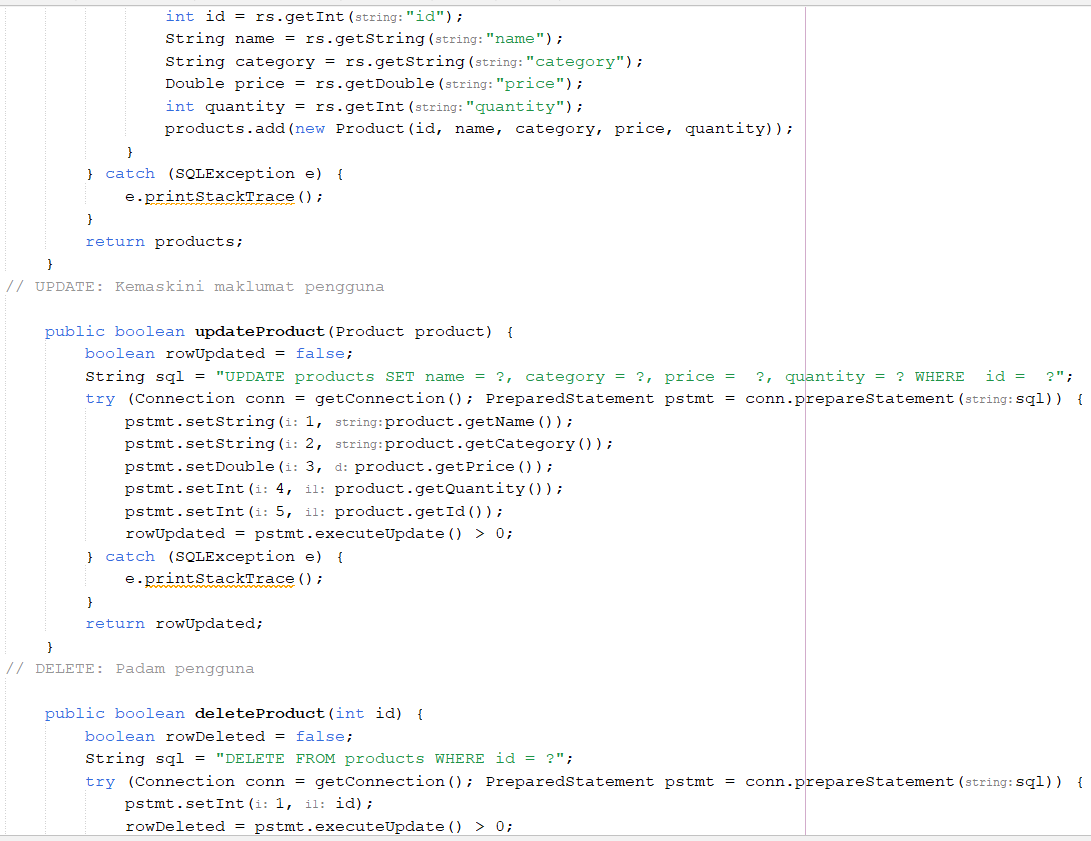 int id = rs.getInt(string:"id");
String name = rs.getString(string:"name");
String category = rs.getString(string:"category");
Double price = rs.getDouble(string:"price");
int quantity = rs.getInt(string:"quantity");
products.add(new Product(id, name, category, price, quantity));
}
} catch (SQLException e) {
e.printStackTrace();
}
return products;
}
// UPDATE: Kemaskini maklumat pengguna
public boolean updateProduct(Product product) {
boolean rowUpdated = false;
String sql = "UPDATE products SET name = ?, category = ?, price =  ?, quantity = ? WHERE  id =  ?";
try (Connection conn = getConnection(); PreparedStatement pstmt = conn.prepareStatement(string:sql)) {
pstmt.setString(i: 1, string:product.getName());
pstmt.setString(i: 2, string:product.getCategory());
pstmt.setDouble(i: 3, d: product.getPrice());
pstmt.setInt(i: 4, i1: product.getQuantity());
pstmt.setInt(i: 5, i1: product.getId());
rowUpdated = pstmt.executeUpdate() > 0;
} catch (SQLException e) {
e.printStackTrace();
}
return rowUpdated;
}
// DELETE: Padam pengguna
public boolean deleteProduct(int id) {
boolean rowDeleted = false;
String sql = "DELETE FROM products WHERE id = ?";
try (Connection conn = getConnection(); PreparedStatement pstmt = conn.prepareStatement(string:sql)) {
pstmt.setInt(i: 1, i1: id);
rowDeleted = pstmt.executeUpdate() > 0;